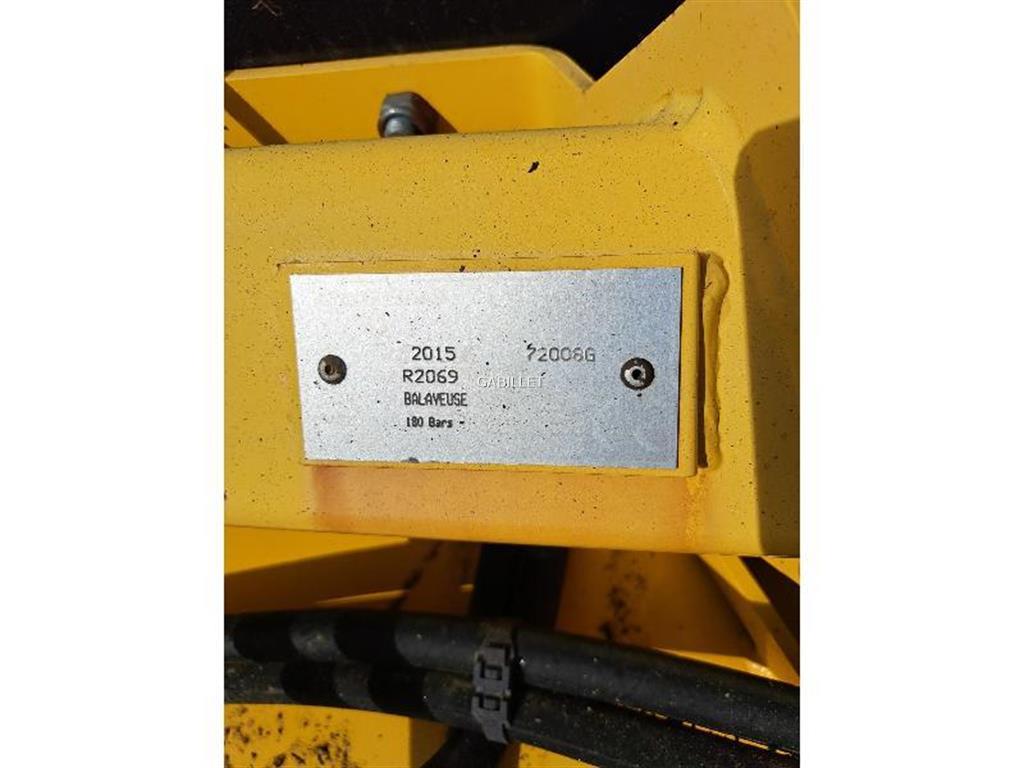 2015 72008G
R2069
GABILLET
BALAYEUSE
180 Bars -